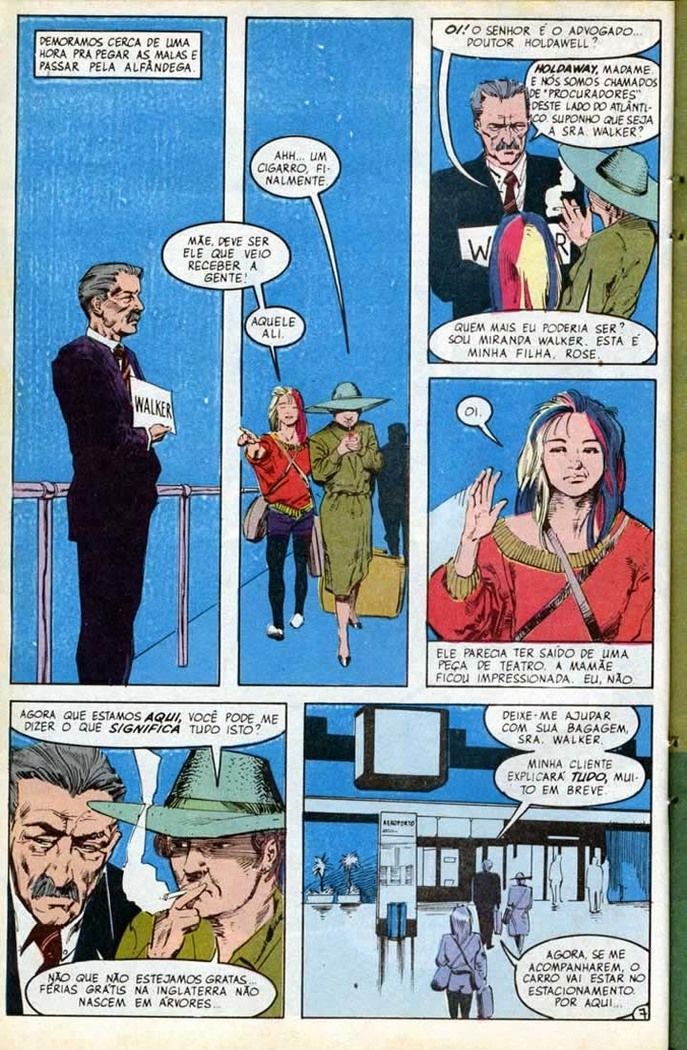 DEMORAMOS CERCA DE UMA
HORA PRA PEGAR AS MALAS E
PASSAR PELA ALFÂNDEGA.
WALKER
AHH... UM
CIGARRO, FI-
NALMENTE.
MÃE, DEVE SER
ELE QUE VEIO
RECEBER A
GENTE!
AQUELE
ALI.
OI! O SENHOR É O ADVOGADO...
DOUTOR HOLDAWELL?
HOLDAWAY, MADAME.
E NÓS SOMOS CHAMADOS
DE "PROCURADORES"
DESTE LADO DO ATLÂNTI-
CO. SUPONHO QUE SEJA
A SRA. WALKER?
W R
QUEM MAIS EU PODERIA SER?
SOU MIRANDA WALKER. ESTA É
MINHA FILHA, ROSE.
OI.
ELE PARECIA TER SAÍDO DE UMA
PEÇA DE TEATRO. A MAMÃE
FICOU IMPRESSIONADA. EU, NÃO.
AGORA QUE ESTAMOS AQUI, VOCÊ PODE ME
DIZER O QUE SIGNIFICA TUDO ISTO?
NÃO QUE NÃO ESTEJAMOS GRATAS...
FÉRIAS GRÁTIS NA INGLATERRA NÃO
NASCEM EM ÁRVORES...
DEIXE-ME AJUDAR
COM SUA BAGAGEM,
SRA. WALKER.
MINHA CLIENTE
EXPLICARÁ TUDO, MUI-
TO EM BREVE.
AEROPORTO
AGORA, SE ME
ACOMPANHAREM, O
CARRO VAI ESTAR NO
ESTACIONAMENTO.
POR AQUI...
7